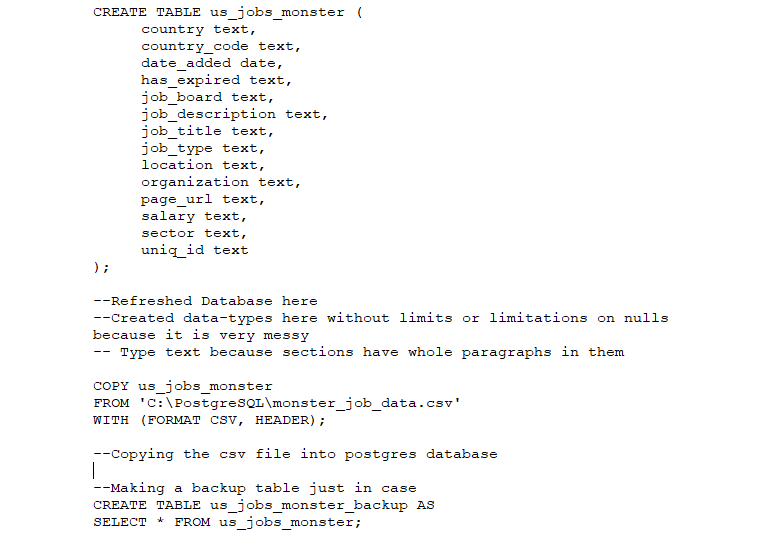 CREATE TABLE us_jobs_monster (
country text,
country_code text,
date_added date,
has_expired text,
job_board text,
job_description text,
job_title text,
job_type text,
location text,
organization text,
page_url text,
salary text,
sector text,
uniq_id text
);
--Refreshed Database here
--Created data-types here without limits or limitations on nulls
because it is very messy
-- Type text because sections have whole paragraphs in them
COPY us_jobs_monster
FROM 'C:\PostgreSQL\monster_job_data.csv'
WITH (FORMAT CSV, HEADER);
--Copying the csv file into postgres database
--Making a backup table just in case
CREATE TABLE us_jobs_monster_backup AS
SELECT * FROM us_jobs_monster;